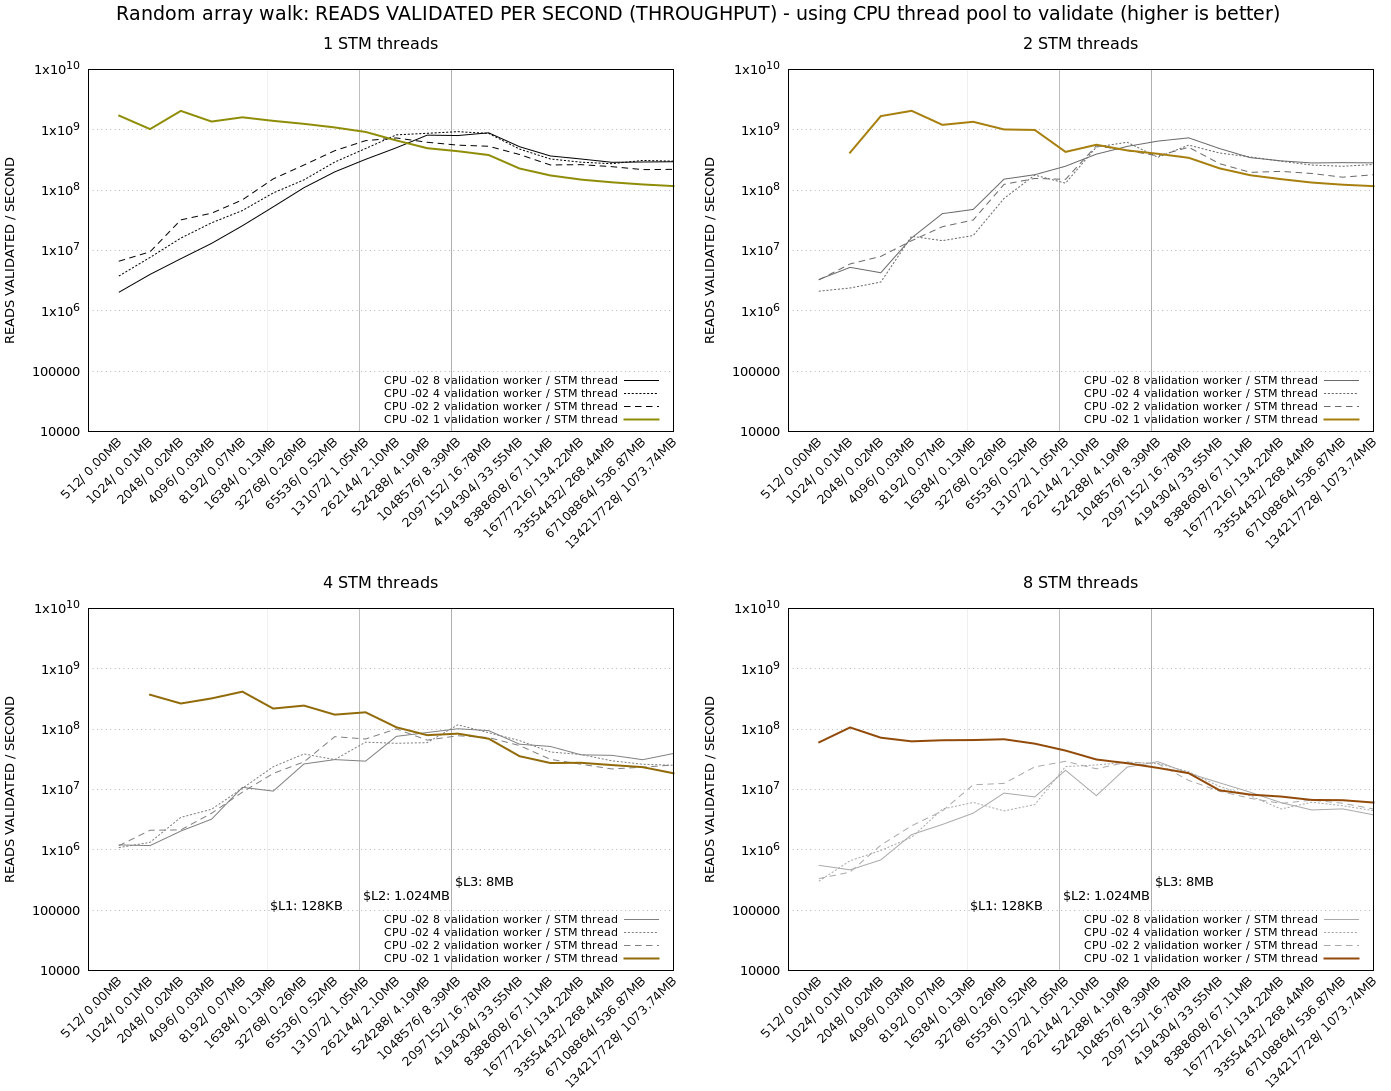 Random array walk: READS VALIDATED PER SECOND (THROUGHPUT) - using CPU thread pool to validate (higher is better)
1 STM threads
READS VALIDATED / SECOND
1x10^10
1x10^9
1x10^8
1x10^7
1x10^6
100000
10000
CPU -02 8 validation worker / STM thread
CPU -02 4 validation worker / STM thread
CPU -02 2 validation worker / STM thread
CPU -02 1 validation worker / STM thread
512/ 0.00MB
1024/ 0.01MB
2048/ 0.02MB
4096/ 0.03MB
8192/ 0.07MB
16384/ 0.13MB
32768/ 0.26MB
65536/ 0.52MB
131072/ 1.05MB
262144/ 2.10MB
524288/ 4.19MB
1048576/ 8.39MB
2097152/ 16.78MB
4194304/ 33.55MB
8388608/ 67.11MB
16777216/ 134.22MB
33554432/ 268.44MB
67108864/ 536.87MB
134217728/ 1073.74MB
2 STM threads
READS VALIDATED / SECOND
1x10^10
1x10^9
1x10^8
1x10^7
1x10^6
100000
10000
CPU -02 8 validation worker / STM thread
CPU -02 4 validation worker / STM thread
CPU -02 2 validation worker / STM thread
CPU -02 1 validation worker / STM thread
512/ 0.00MB
1024/ 0.01MB
2048/ 0.02MB
4096/ 0.03MB
8192/ 0.07MB
16384/ 0.13MB
32768/ 0.26MB
65536/ 0.52MB
131072/ 1.05MB
262144/ 2.10MB
524288/ 4.19MB
1048576/ 8.39MB
2097152/ 16.78MB
4194304/ 33.55MB
8388608/ 67.11MB
16777216/ 134.22MB
33554432/ 268.44MB
67108864/ 536.87MB
134217728/ 1073.74MB
4 STM threads
READS VALIDATED / SECOND
1x10^10
1x10^9
1x10^8
1x10^7
1x10^6
100000
10000
$L3: 8MB
$L2: 1.024MB
$L1: 128KB
CPU -02 8 validation worker / STM thread
CPU -02 4 validation worker / STM thread
CPU -02 2 validation worker / STM thread
CPU -02 1 validation worker / STM thread
512/ 0.00MB
1024/ 0.01MB
2048/ 0.02MB
4096/ 0.03MB
8192/ 0.07MB
16384/ 0.13MB
32768/ 0.26MB
65536/ 0.52MB
131072/ 1.05MB
262144/ 2.10MB
524288/ 4.19MB
1048576/ 8.39MB
2097152/ 16.78MB
4194304/ 33.55MB
8388608/ 67.11MB
16777216/ 134.22MB
33554432/ 268.44MB
67108864/ 536.87MB
134217728/ 1073.74MB
8 STM threads
READS VALIDATED / SECOND
1x10^10
1x10^9
1x10^8
1x10^7
1x10^6
100000
10000
$L3: 8MB
$L2: 1.024MB
$L1: 128KB
CPU -02 8 validation worker / STM thread
CPU -02 4 validation worker / STM thread
CPU -02 2 validation worker / STM thread
CPU -02 1 validation worker / STM thread
512/ 0.00MB
1024/ 0.01MB
2048/ 0.02MB
4096/ 0.03MB
8192/ 0.07MB
16384/ 0.13MB
32768/ 0.26MB
65536/ 0.52MB
131072/ 1.05MB
262144/ 2.10MB
524288/ 4.19MB
1048576/ 8.39MB
2097152/ 16.78MB
4194304/ 33.55MB
8388608/ 67.11MB
16777216/ 134.22MB
33554432/ 268.44MB
67108864/ 536.87MB
134217728/ 1073.74MB